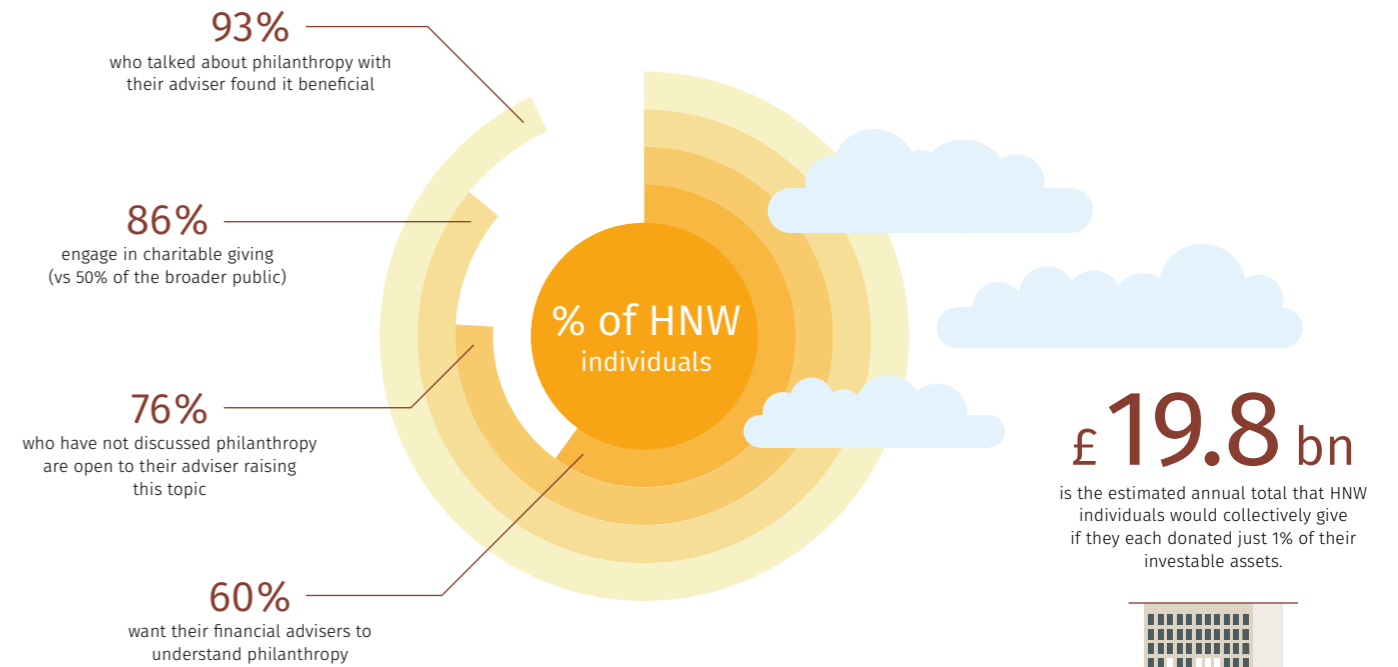 93%
who talked about philanthropy with
their adviser found it beneficial
86%
engage in charitable giving
(vs 50% of the broader public)
76%
who have not discussed philanthropy
are open to their adviser raising
this topic
60%
want their financial advisers to
understand philanthropy
% of HNW
individuals
£19.8 bn
is the estimated annual total that HNW
individuals would collectively give
if they each donated just 1% of their
investable assets.